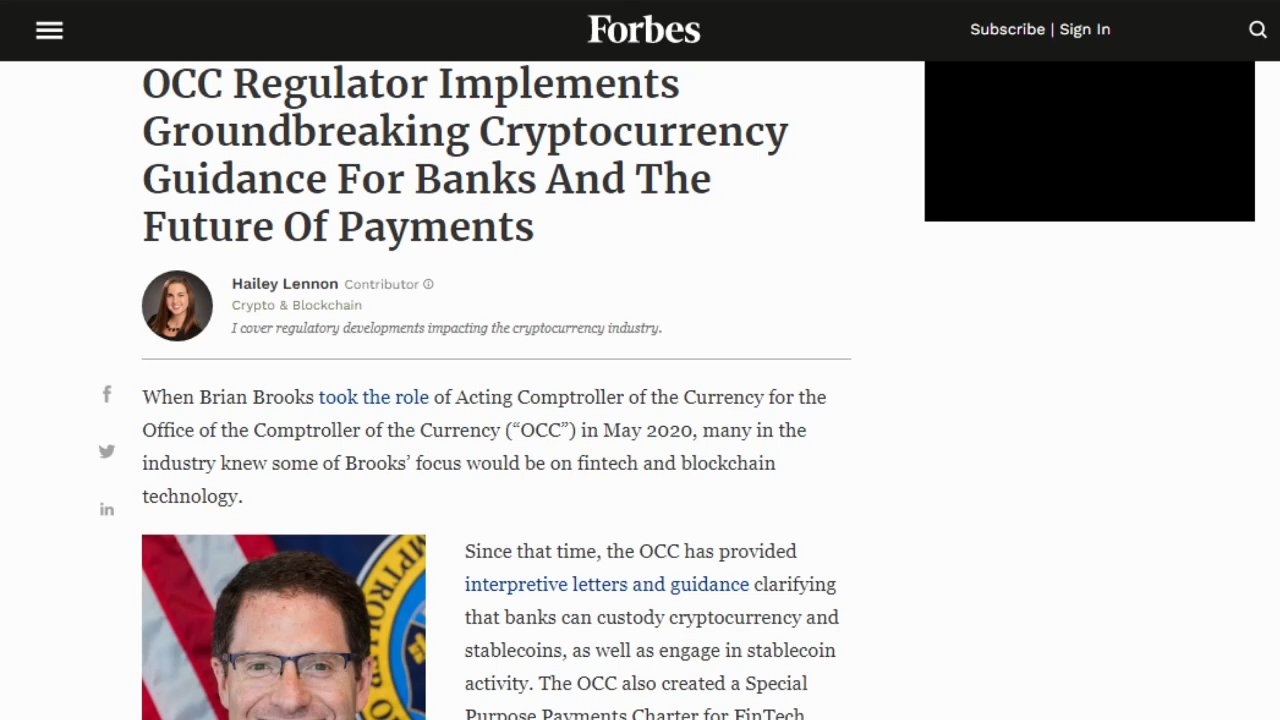 Forbes
Subscribe | Sign In
OCC Regulator Implements
Groundbreaking Cryptocurrency
Guidance For Banks And The
Future Of Payments
Hailey Lennon Contributor
Crypto & Blockchain
I cover regulatory developments impacting the cryptocurrency industry.
When Brian Brooks took the role of Acting Comptroller of the Currency for the
Office of the Comptroller of the Currency (“OCC”) in May 2020, many in the
industry knew some of Brooks’ focus would be on fintech and blockchain
technology.
Since that time, the OCC has provided
interpretive letters and guidance clarifying
that banks can custody cryptocurrency and
stablecoins, as well as engage in stablecoin
activity. The OCC also created a Special
Purpose Payments Charter for FinTech